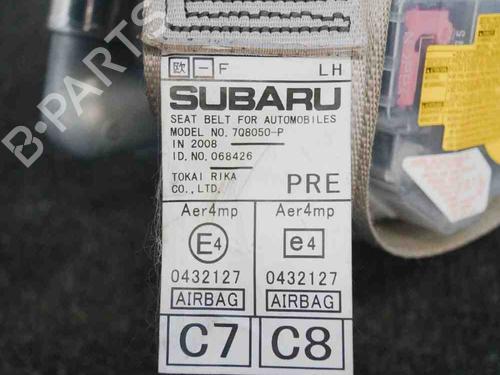 欧 一 F LH
SUBARU
SEAT BELT FOR AUTOMOBILES
MODEL NO. 7Q8050-P
IN 2008
ID. NO. 068426
TOKAI RIKA
CO., LTD. PRE
Aer4mp Aer4mp
E4 e4
0432127 0432127
AIRBAG AIRBAG
C7 C8
B-PARTS